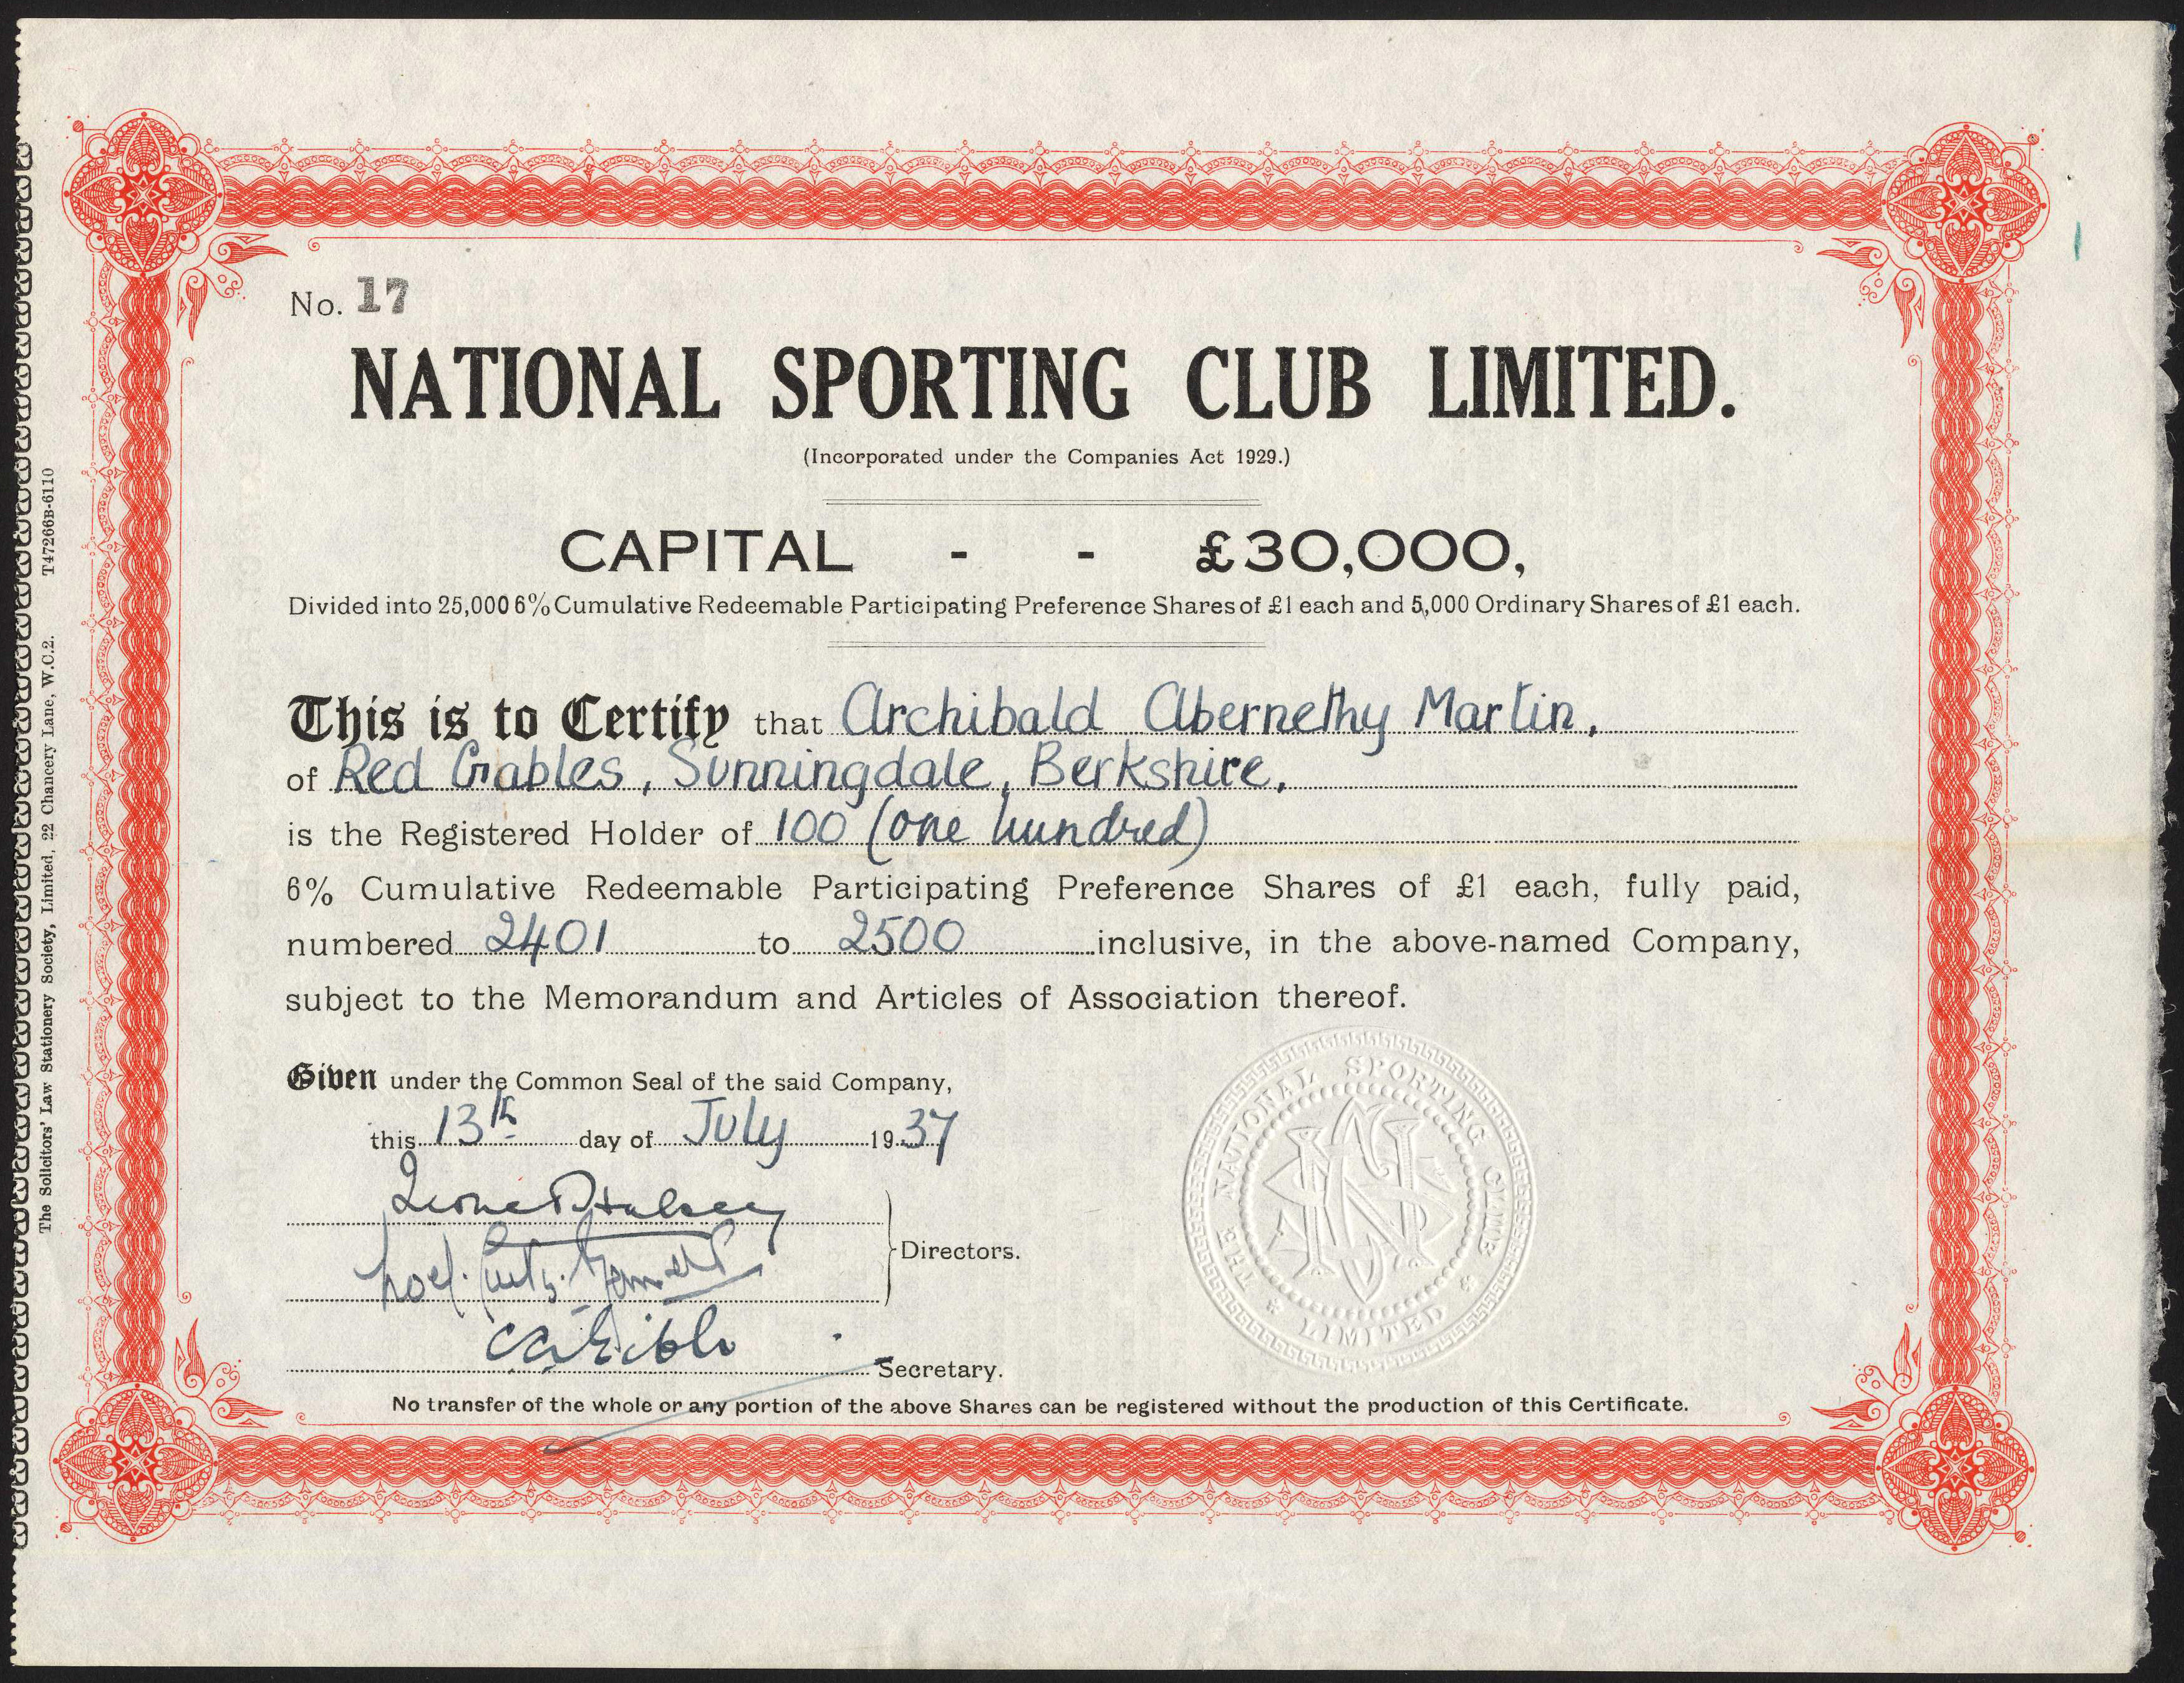 No. 17
NATIONAL SPORTING CLUB LIMITED.
(Incorporated under the Companies Act 1929.)
CAPITAL - - £30,000,
Divided into 25,000 6% Cumulative Redeemable Participating Preference Shares of £1 each and 5,000 Ordinary Shares of £1 each.
This is to Certify that Archibald Abernethy Martin,
of Red Gables, Sunningdale, Berkshire,
is the Registered Holder of 100 (one hundred)
6% Cumulative Redeemable Participating Preference Shares of £1 each, fully paid,
numbered 2401 to 2500 inclusive, in the above-named Company,
subject to the Memorandum and Articles of Association thereof.
Given under the Common Seal of the said Company,
this 13th day of July 1937
Lionel Halsey
Noel
Directors.
Secretary.
No transfer of the whole or any portion of the above Shares can be registered without the production of this Certificate.
THE NATIONAL SPORTING CLUB
LIMITED
The Solicitors' Law Stationery Society, Limited, 22 Chancery Lane, W.C.2. T47266B-6110